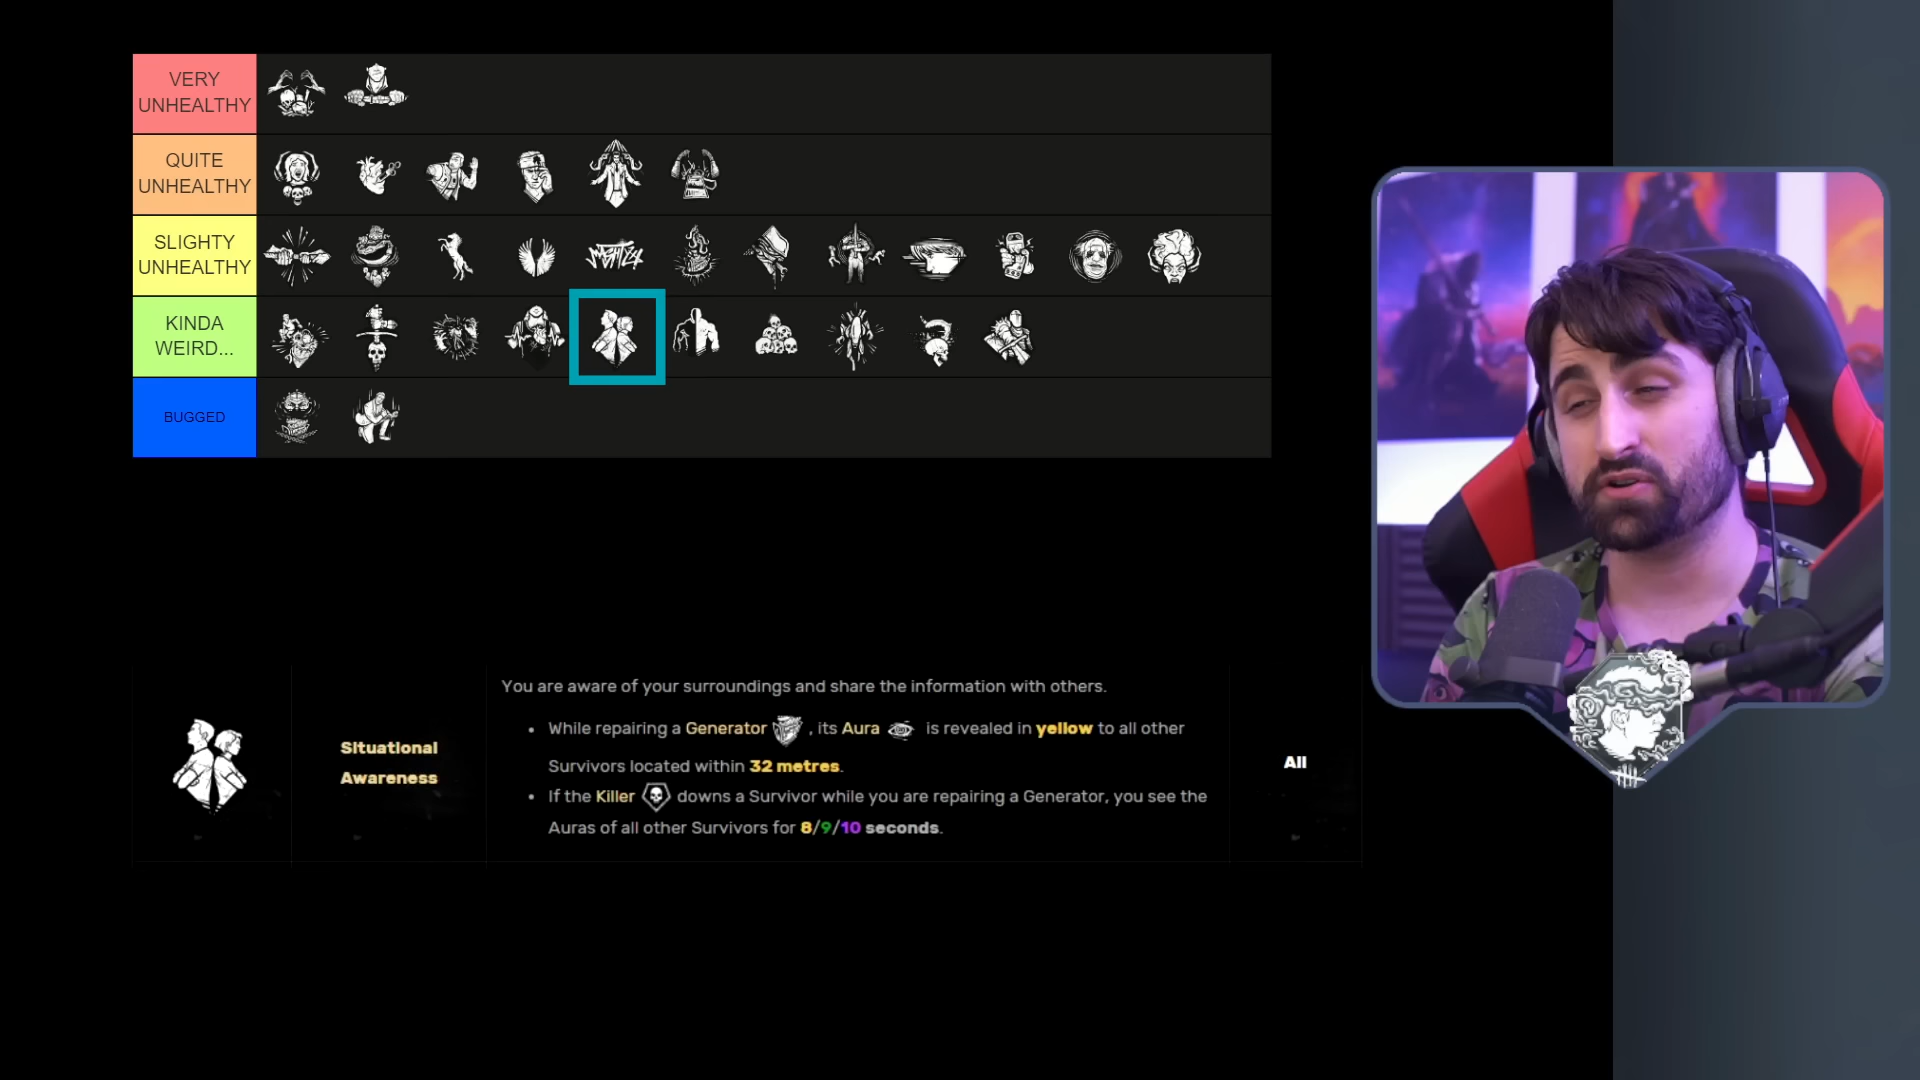 VERY
UNHEALTHY
QUITE
UNHEALTHY
SLIGHTY
UNHEALTHY
KINDA
WEIRD...
BUGGED
Situational
Awareness
You are aware of your surroundings and share the information with others.
• While repairing a Generator , its Aura is revealed in yellow to all other
Survivors located within 32 metres.
• If the Killer downs a Survivor while you are repairing a Generator, you see the
Auras of all other Survivors for 8/9/10 seconds.
All